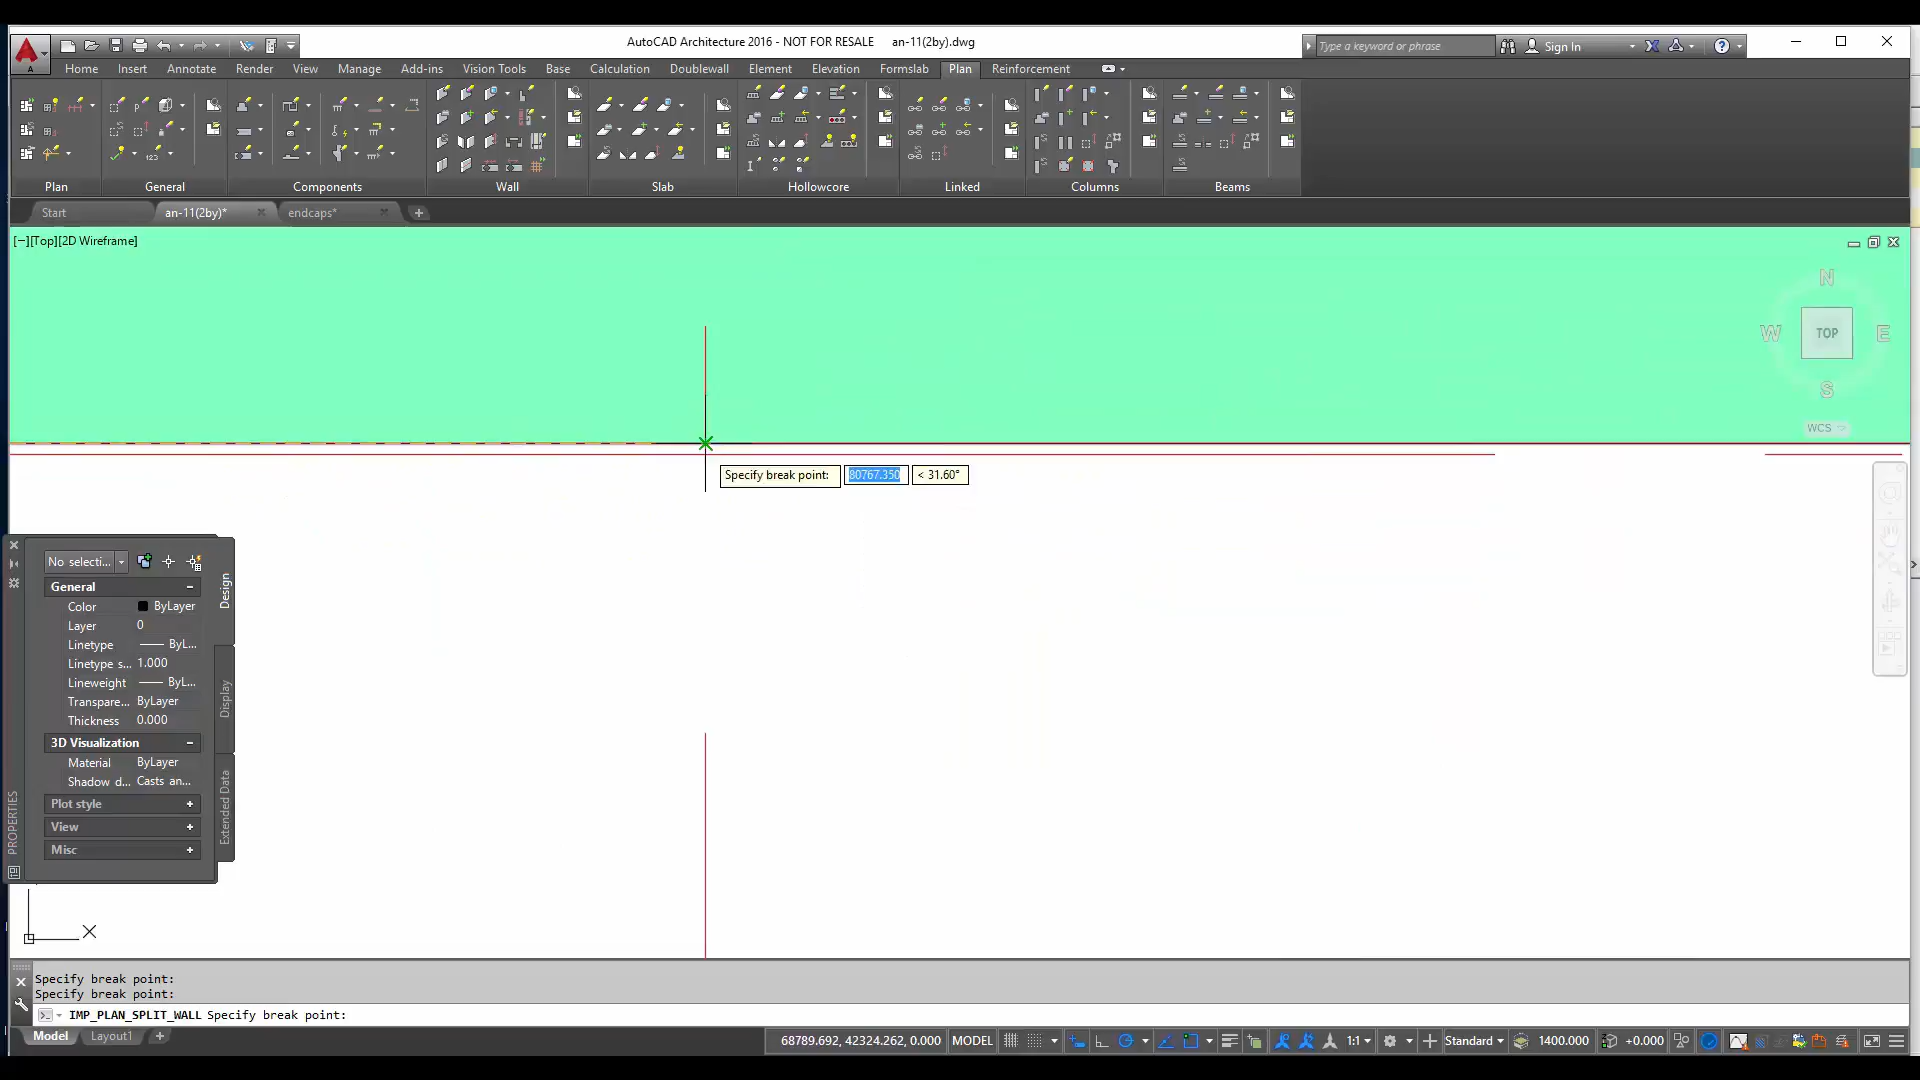 AutoCAD Architecture 2016 - NOT FOR RESALE an-11(2by).dwg
Type a keyword or phrase
Sign In
Home Insert Annotate Render View Manage Add-ins Vision Tools Base Calculation Doublewall Element Elevation Formslab Plan Reinforcement
Plan General Components Wall Slab Hollowcore Linked Columns Beams
Start an-11(2by)* endcaps*
[−][Top][2D Wireframe]
N
W TOP E
S
WCS
Specify break point: 80767.350 < 31.60°
No selecti...
General
Color ByLayer
Layer 0
Linetype ByL...
Linetype s... 1.000
Lineweight ByL...
Transpare... ByLayer
Thickness 0.000
3D Visualization
Material ByLayer
Shadow d... Casts an...
Plot style
View
Misc
Design
Display
Extended Data
PROPERTIES
X
Specify break point:
Specify break point:
IMP_PLAN_SPLIT_WALL Specify break point:
Model Layout1
68789.692, 42324.262, 0.000 MODEL 1:1 Standard 1400.000 +0.000